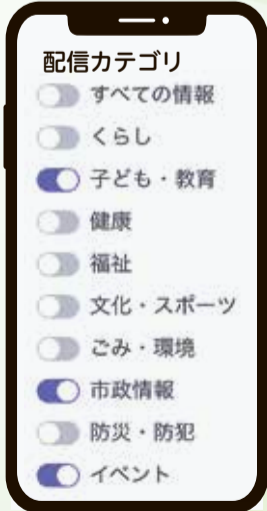 配信カテゴリ
すべての情報
くらし
子ども・教育
健康
福祉
文化・スポーツ
ごみ・環境
市政情報
防災・防犯
イベント